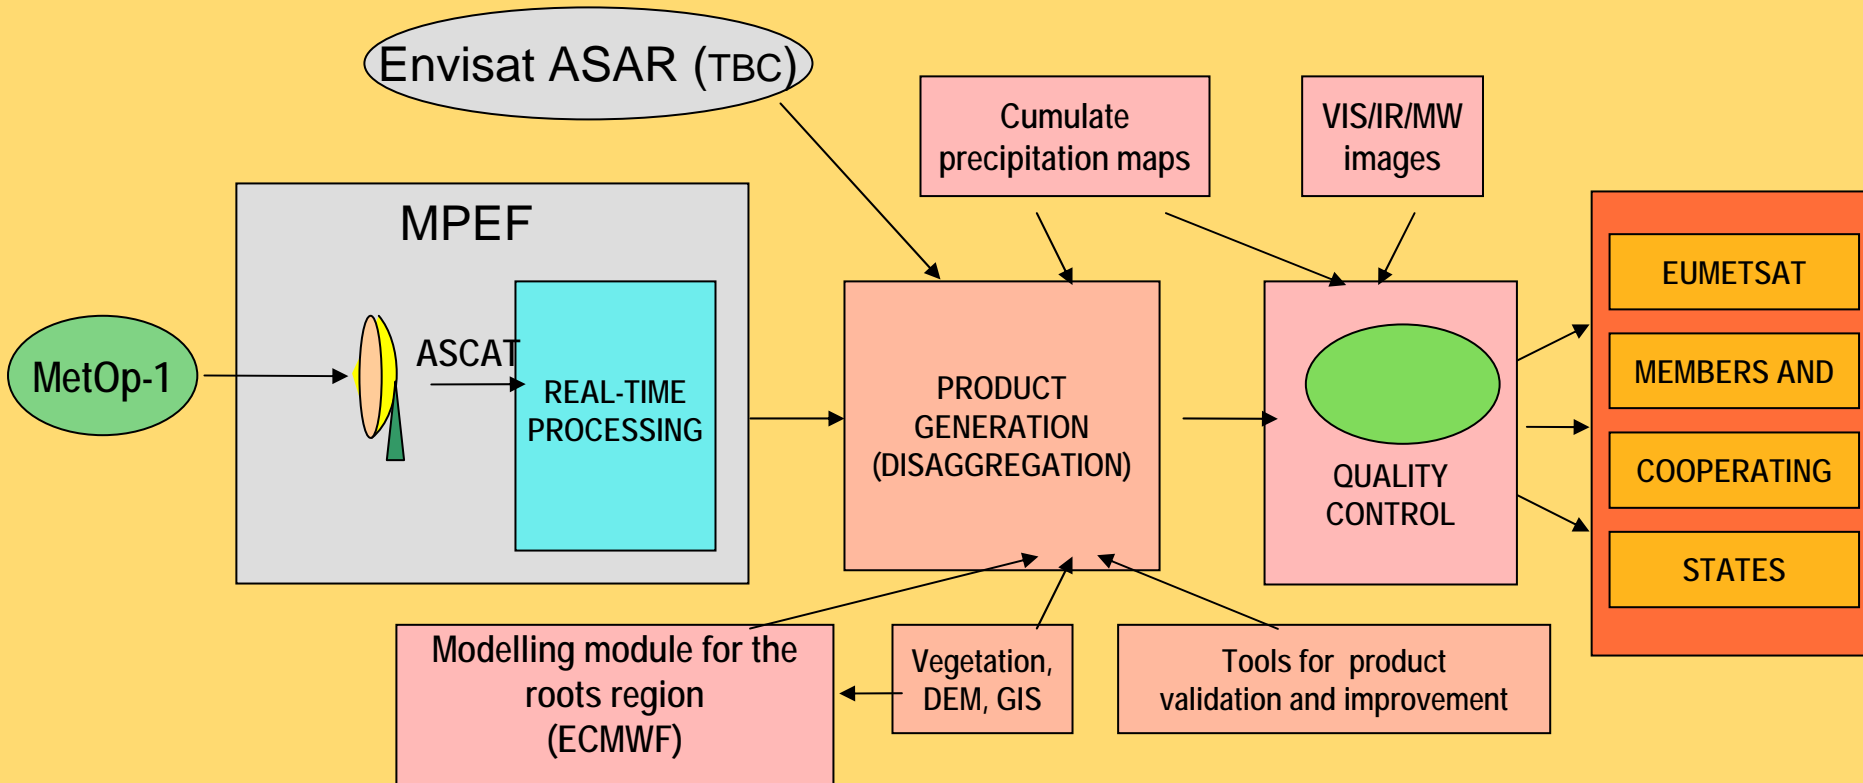 Envisat ASAR (TBC)
Cumulate
precipitation maps
VIS/IR/MW
images
MPEF
MetOp-1
ASCAT
REAL-TIME
PROCESSING
PRODUCT
GENERATION
(DISAGGREGATION)
QUALITY
CONTROL
EUMETSAT
MEMBERS AND
COOPERATING
STATES
Modelling module for the
roots region
(ECMWF)
Vegetation,
DEM, GIS
Tools for product
validation and improvement